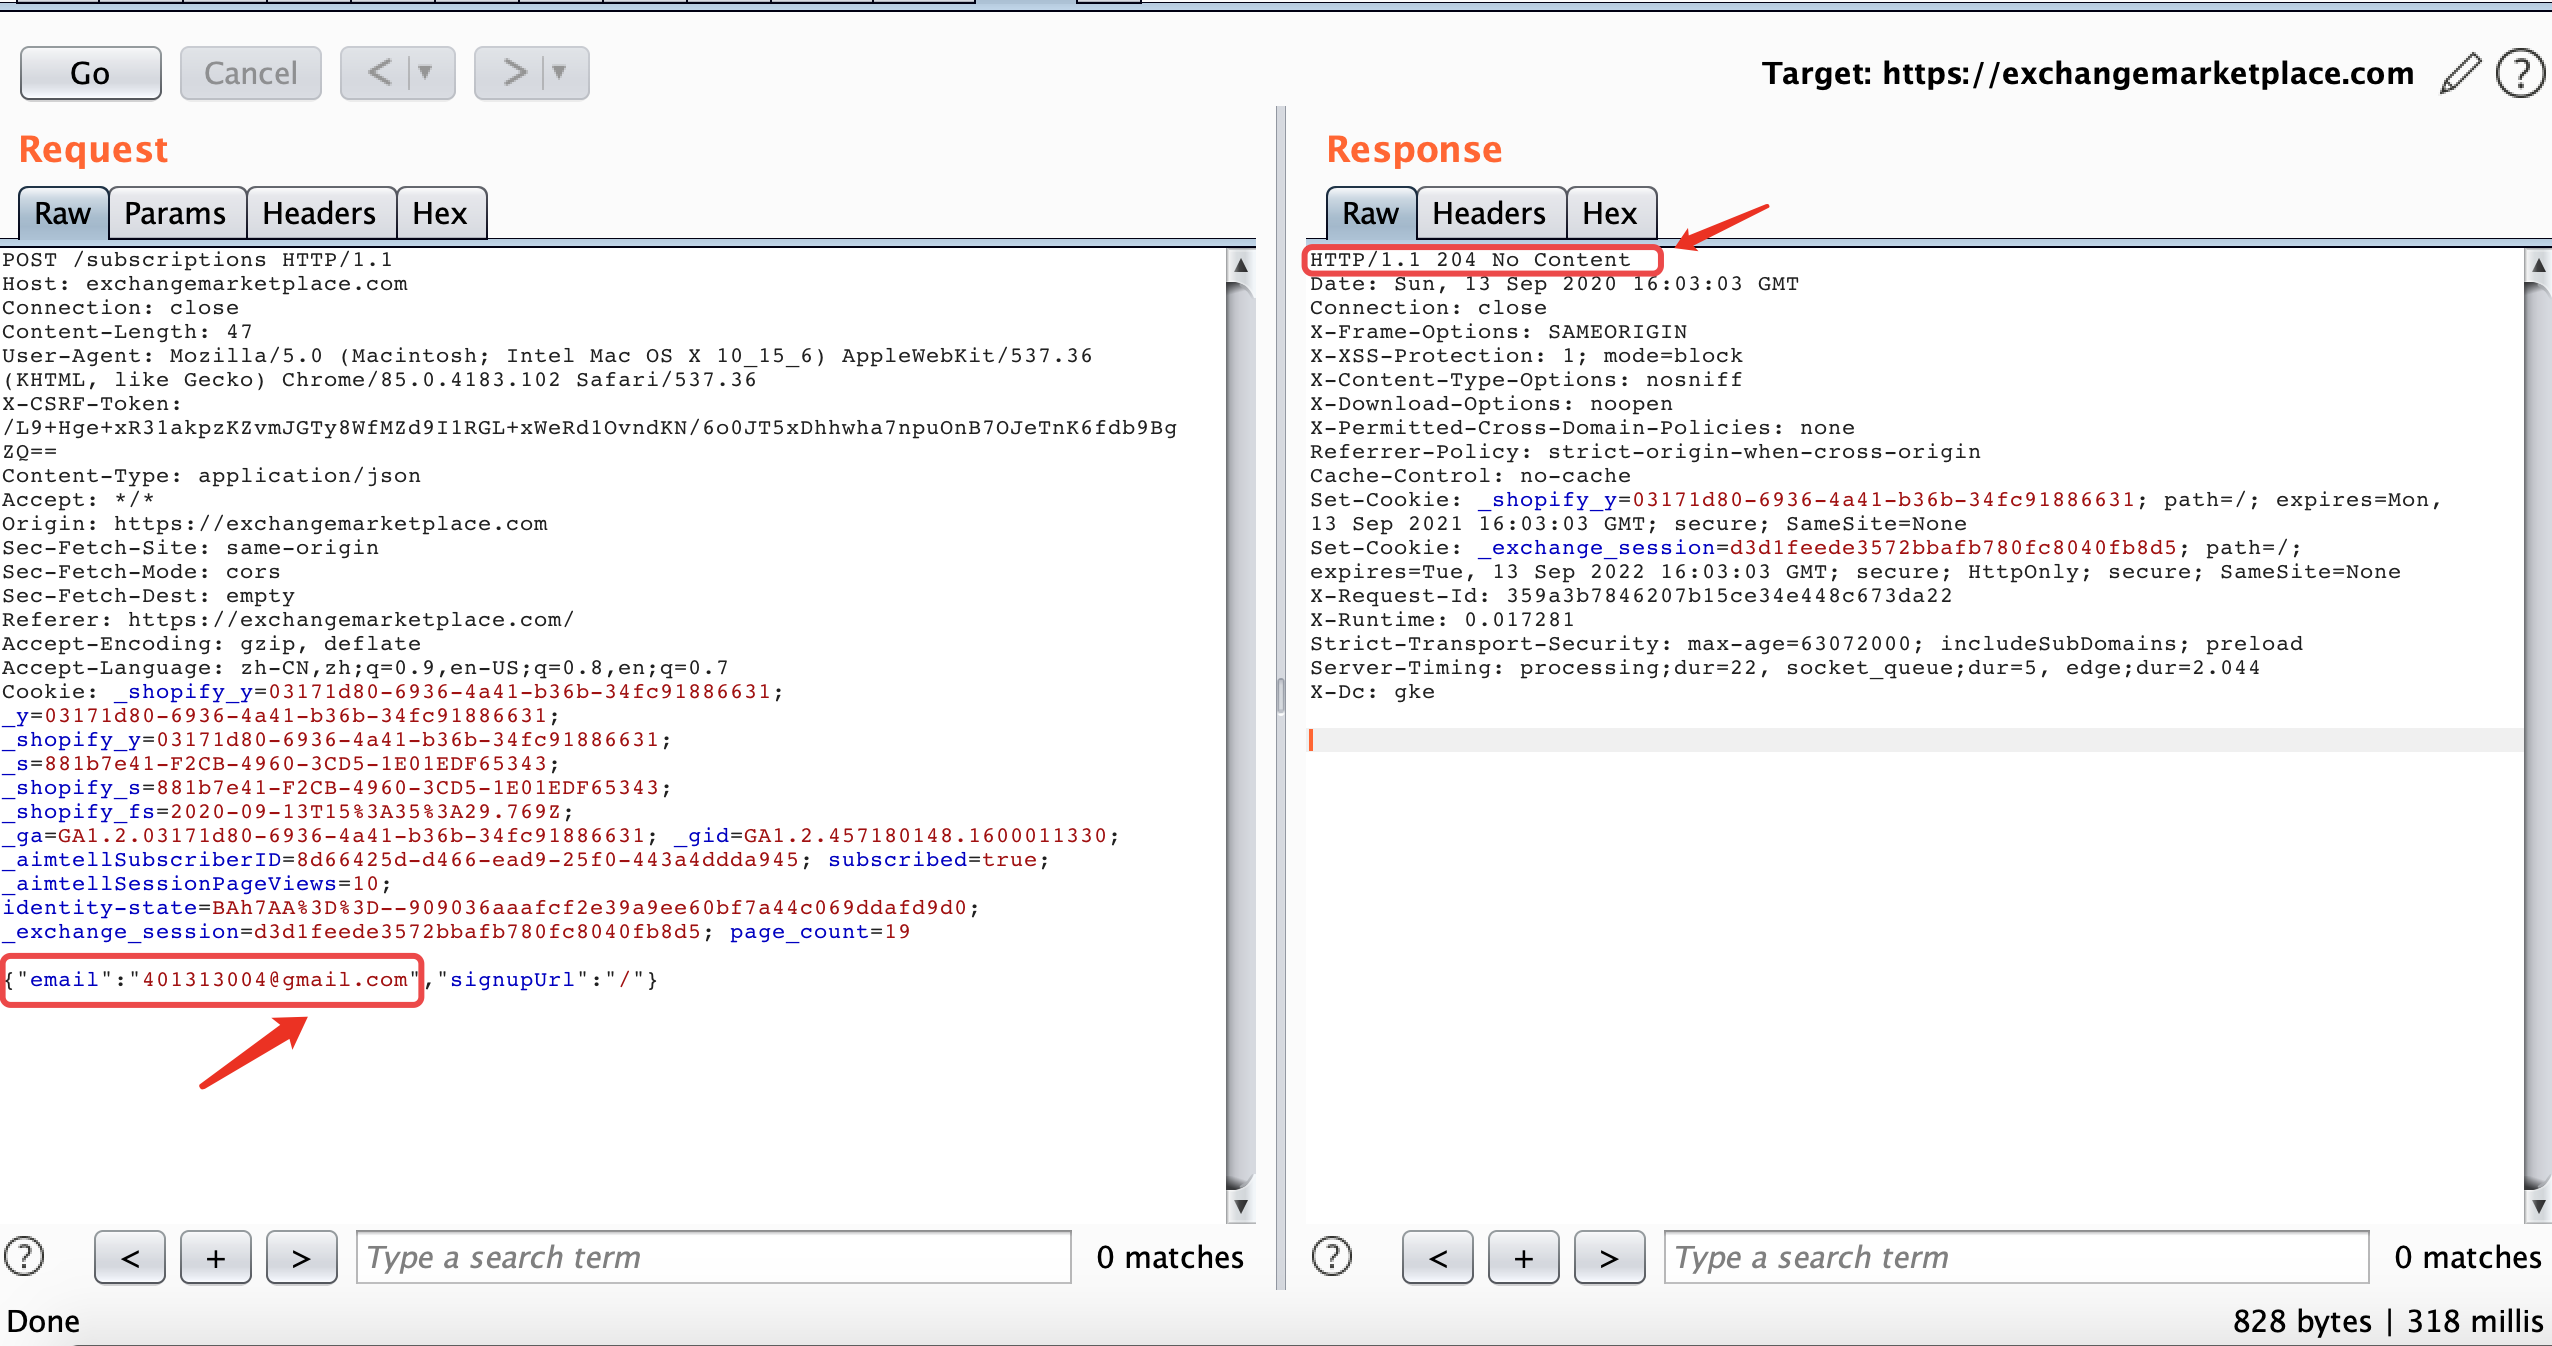 Go
Cancel
<
>
Target: https://exchangemarketplace.com
?
Request
Raw
Params
Headers
Hex
POST /subscriptions HTTP/1.1
Host: exchangemarketplace.com
Connection: close
Content-Length: 47
User-Agent: Mozilla/5.0 (Macintosh; Intel Mac OS X 10_15_6) AppleWebKit/537.36
(KHTML, like Gecko) Chrome/85.0.4183.102 Safari/537.36
X-CSRF-Token:
/L9+Hge+xR31akpzKZvmJGTy8WfMZd9I1RGL+xWeRd1OvndKN/6o0JT5xDhhwha7npuOnB7OJeTnK6fdb9Bg
ZQ==
Content-Type: application/json
Accept: */*
Origin: https://exchangemarketplace.com
Sec-Fetch-Site: same-origin
Sec-Fetch-Mode: cors
Sec-Fetch-Dest: empty
Referer: https://exchangemarketplace.com/
Accept-Encoding: gzip, deflate
Accept-Language: zh-CN,zh;q=0.9,en-US;q=0.8,en;q=0.7
Cookie: _shopify_y=03171d80-6936-4a41-b36b-34fc91886631;
_y=03171d80-6936-4a41-b36b-34fc91886631;
_shopify_y=03171d80-6936-4a41-b36b-34fc91886631;
_s=881b7e41-F2CB-4960-3CD5-1E01EDF65343;
_shopify_s=881b7e41-F2CB-4960-3CD5-1E01EDF65343;
_shopify_fs=2020-09-13T15%3A35%3A29.769Z;
_ga=GA1.2.03171d80-6936-4a41-b36b-34fc91886631; _gid=GA1.2.457180148.1600011330;
_aimtellSubscriberID=8d66425d-d466-ead9-25f0-443a4ddda945; subscribed=true;
_aimtellSessionPageViews=10;
identity-state=BAh7AA%3D%3D--909036aaafcf2e39a9ee60bf7a44c069ddafd9d0;
_exchange_session=d3d1feede3572bbafb780fc8040fb8d5; page_count=19
{"email":"401313004@gmail.com","signupUrl":"/"}
?
<
+
>
Type a search term
0 matches
Response
Raw
Headers
Hex
HTTP/1.1 204 No Content
Date: Sun, 13 Sep 2020 16:03:03 GMT
Connection: close
X-Frame-Options: SAMEORIGIN
X-XSS-Protection: 1; mode=block
X-Content-Type-Options: nosniff
X-Download-Options: noopen
X-Permitted-Cross-Domain-Policies: none
Referrer-Policy: strict-origin-when-cross-origin
Cache-Control: no-cache
Set-Cookie: _shopify_y=03171d80-6936-4a41-b36b-34fc91886631; path=/; expires=Mon,
13 Sep 2021 16:03:03 GMT; secure; SameSite=None
Set-Cookie: _exchange_session=d3d1feede3572bbafb780fc8040fb8d5; path=/;
expires=Tue, 13 Sep 2022 16:03:03 GMT; secure; HttpOnly; secure; SameSite=None
X-Request-Id: 359a3b7846207b15ce34e448c673da22
X-Runtime: 0.017281
Strict-Transport-Security: max-age=63072000; includeSubDomains; preload
Server-Timing: processing;dur=22, socket_queue;dur=5, edge;dur=2.044
X-Dc: gke
?
<
+
>
Type a search term
0 matches
Done
828 bytes | 318 millis